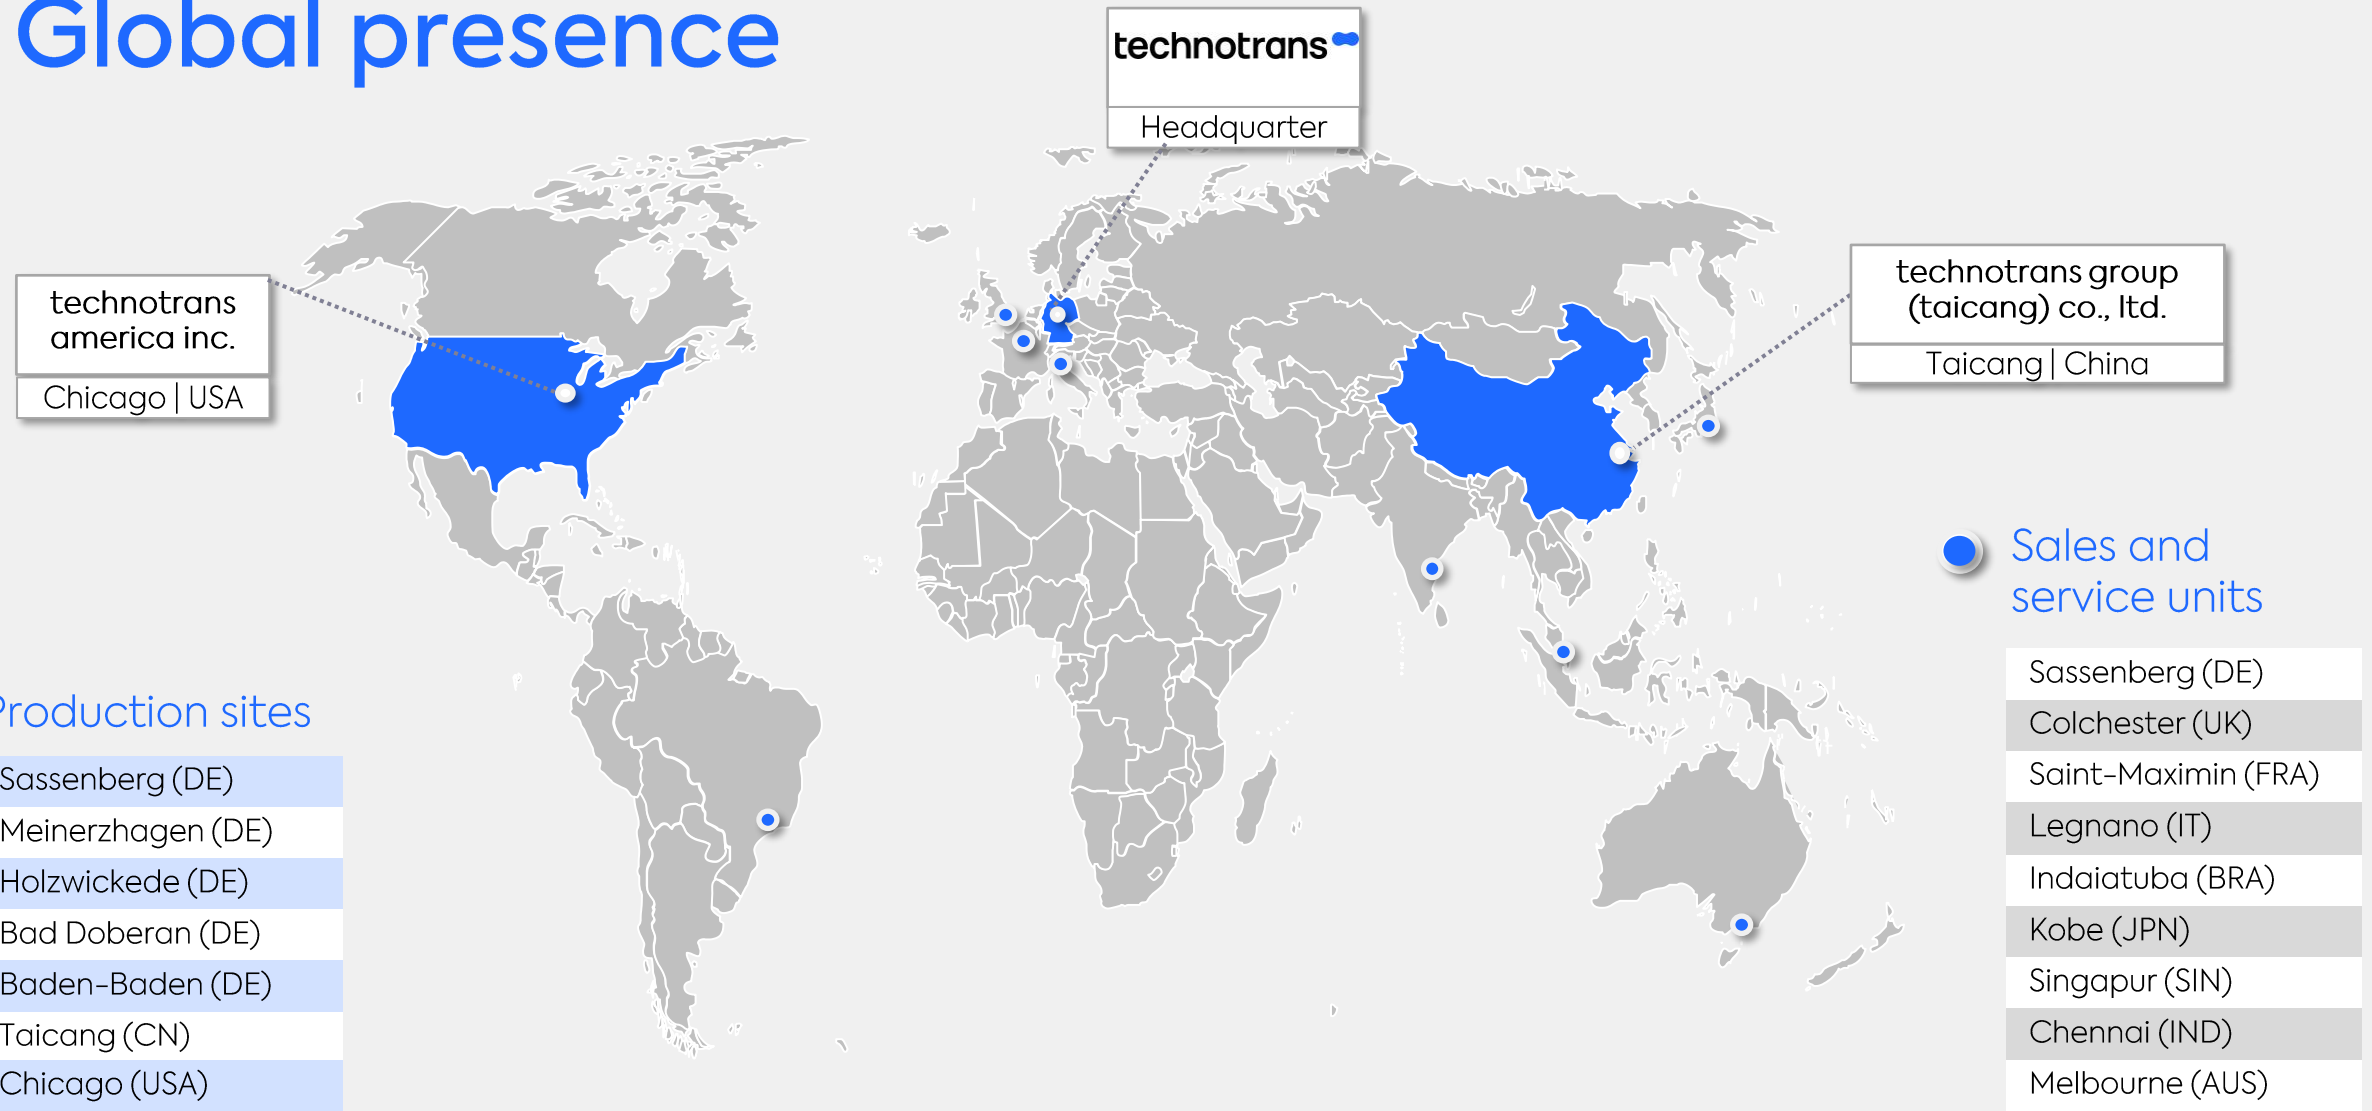 Global presence
technotrans
Headquarter
technotrans
america inc.
Chicago | USA
technotrans group
(taicang) co., ltd.
Taicang | China
Sales and
service units
Sassenberg (DE)
Colchester (UK)
Saint-Maximin (FRA)
Legnano (IT)
Indaiatuba (BRA)
Kobe (JPN)
Singapur (SIN)
Chennai (IND)
Melbourne (AUS)
Production sites
Sassenberg (DE)
Meinerzhagen (DE)
Holzwickede (DE)
Bad Doberan (DE)
Baden-Baden (DE)
Taicang (CN)
Chicago (USA)